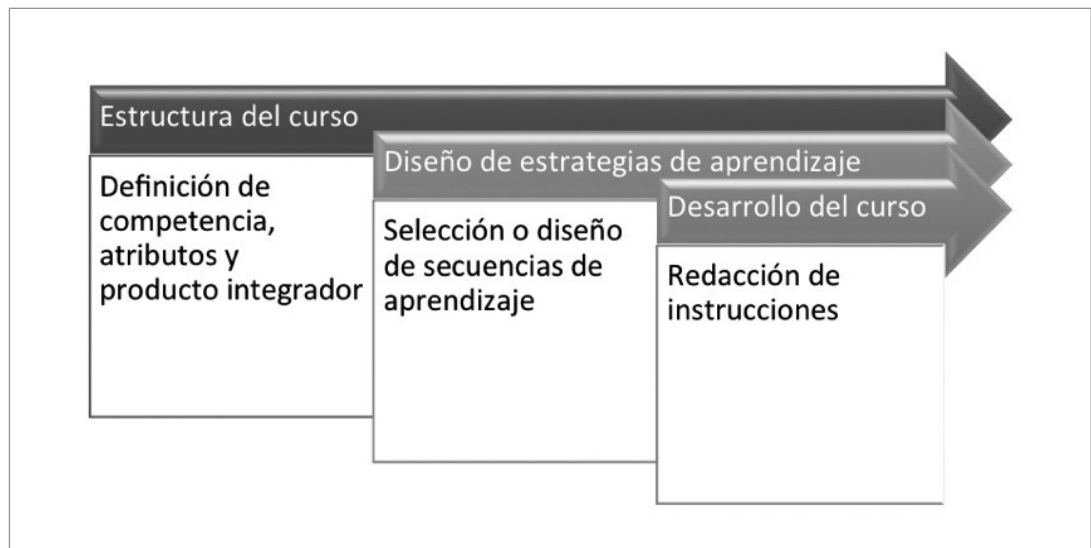 Estructura del curso
Definición de
competencia,
atributos y
producto integrador
Diseño de estrategias de aprendizaje
Selección o diseño
de secuencias de
aprendizaje
Desarrollo del curso
Redacción de
instrucciones